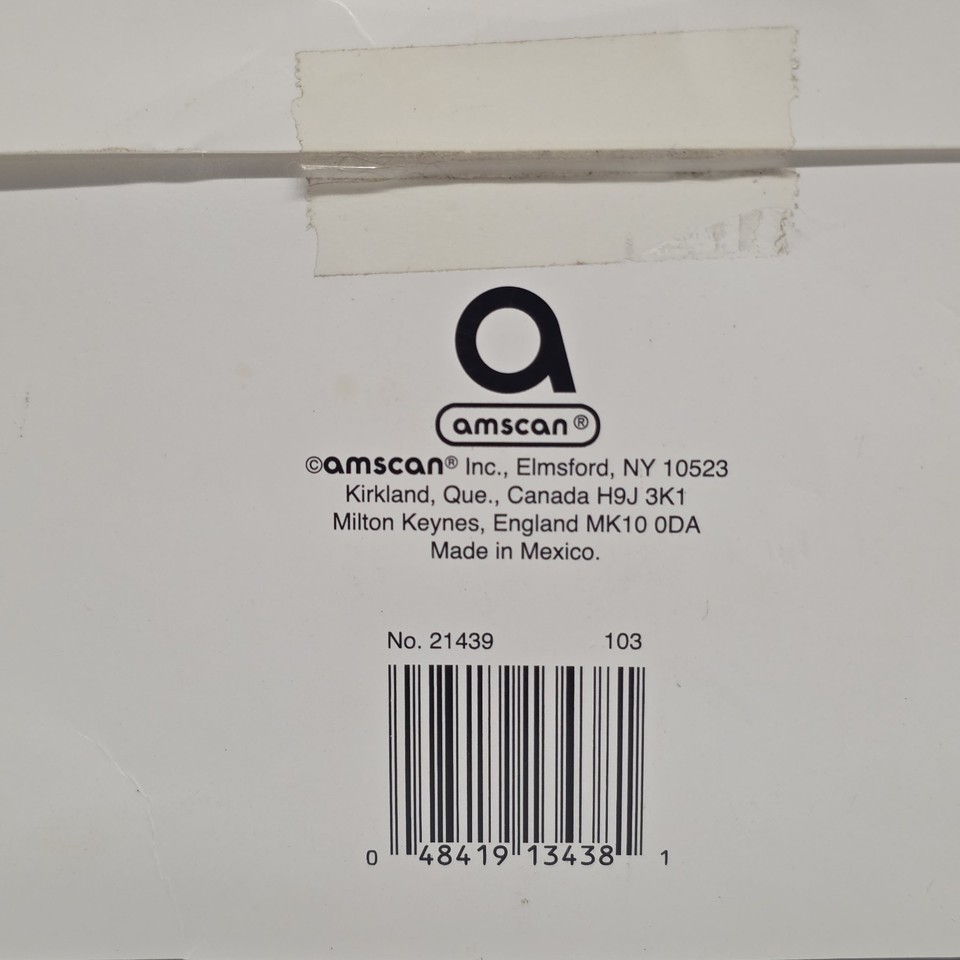 a
amscan®
©amscan® Inc., Elmsford, NY 10523
Kirkland, Que., Canada H9J 3K1
Milton Keynes, England MK10 0DA
Made in Mexico.
No. 21439 103
0 48419 13438 1